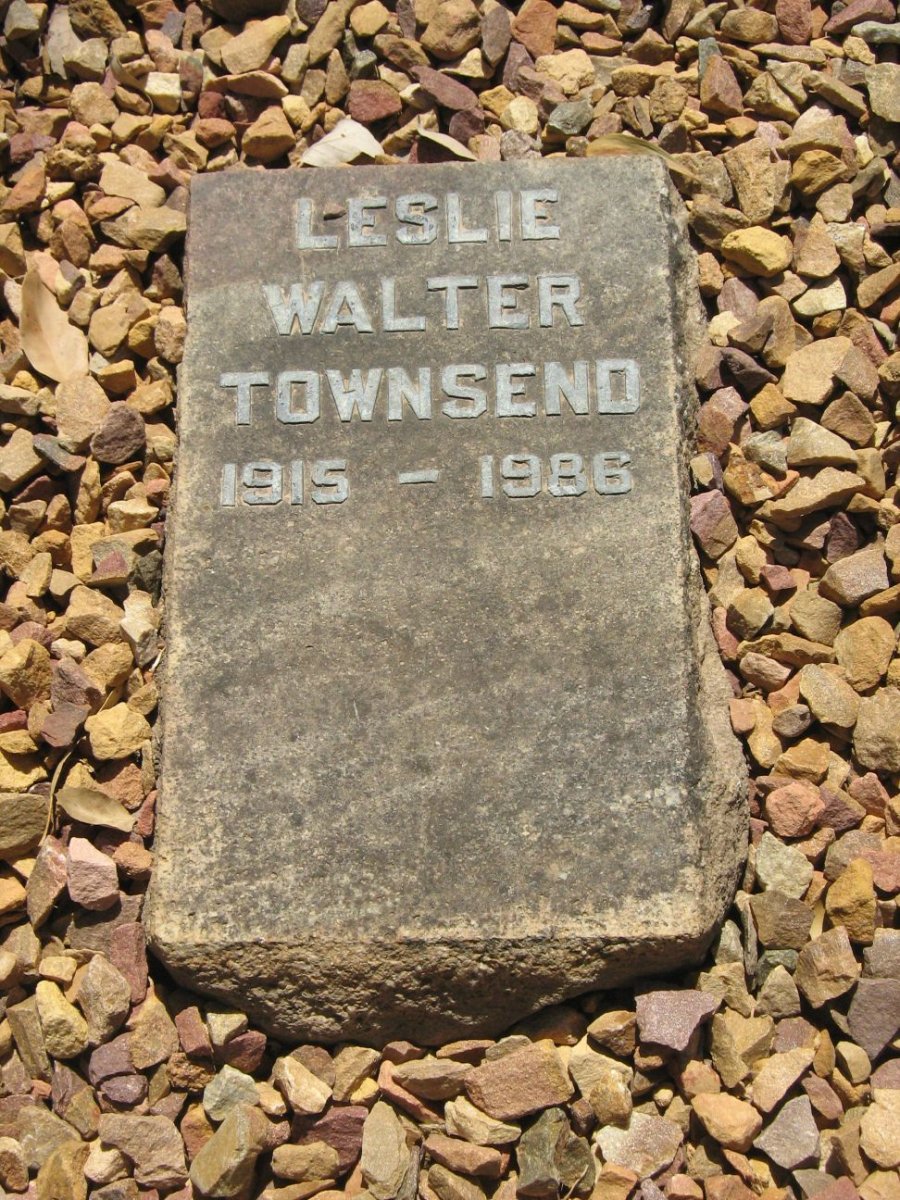 LESLIE
WALTER
TOWNSEND
1915 – 1986